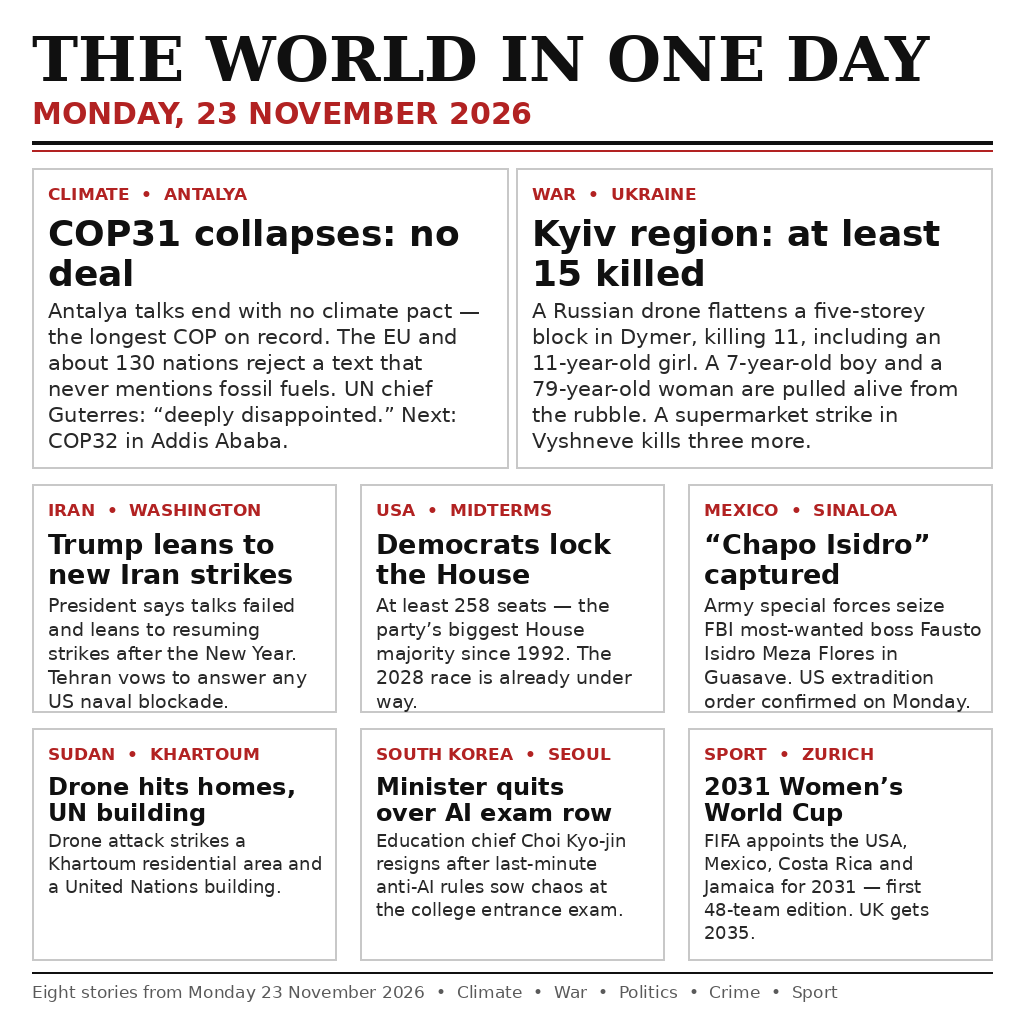 THE WORLD IN ONE DAY
MONDAY, 23 NOVEMBER 2026
CLIMATE • ANTALYA
COP31 collapses: no
deal
Antalya talks end with no climate pact —
the longest COP on record. The EU and
about 130 nations reject a text that
never mentions fossil fuels. UN chief
Guterres: “deeply disappointed.” Next:
COP32 in Addis Ababa.
WAR • UKRAINE
Kyiv region: at least
15 killed
A Russian drone flattens a five-storey
block in Dymer, killing 11, including an
11-year-old girl. A 7-year-old boy and a
79-year-old woman are pulled alive from
the rubble. A supermarket strike in
Vyshneve kills three more.
IRAN • WASHINGTON
Trump leans to
new Iran strikes
President says talks failed
and leans to resuming
strikes after the New Year.
Tehran vows to answer any
US naval blockade.
USA • MIDTERMS
Democrats lock
the House
At least 258 seats — the
party’s biggest House
majority since 1992. The
2028 race is already under
way.
MEXICO • SINALOA
“Chapo Isidro”
captured
Army special forces seize
FBI most-wanted boss Fausto
Isidro Meza Flores in
Guasave. US extradition
order confirmed on Monday.
SUDAN • KHARTOUM
Drone hits homes,
UN building
Drone attack strikes a
Khartoum residential area and
a United Nations building.
SOUTH KOREA • SEOUL
Minister quits
over AI exam row
Education chief Choi Kyo-jin
resigns after last-minute
anti-AI rules sow chaos at
the college entrance exam.
SPORT • ZURICH
2031 Women’s
World Cup
FIFA appoints the USA,
Mexico, Costa Rica and
Jamaica for 2031 — first
48-team edition. UK gets
2035.
Eight stories from Monday 23 November 2026 • Climate • War • Politics • Crime • Sport